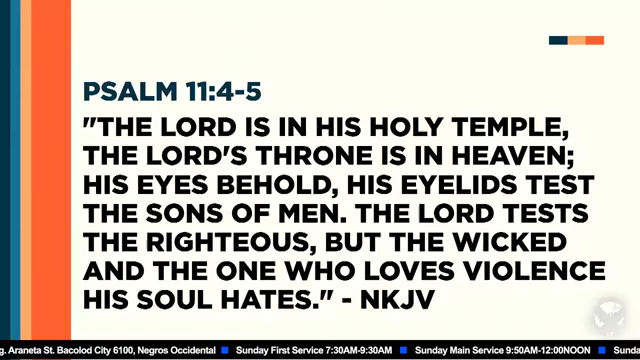 PSALM 11:4-5
"THE LORD IS IN HIS HOLY TEMPLE,
THE LORD'S THRONE IS IN HEAVEN;
HIS EYES BEHOLD, HIS EYELIDS TEST
THE SONS OF MEN. THE LORD TESTS
THE RIGHTEOUS, BUT THE WICKED
AND THE ONE WHO LOVES VIOLENCE
HIS SOUL HATES." - NKJV
g. Araneta St. Bacolod City 6100, Negros Occidental ■ Sunday First Service 7:30AM-9:30AM ■ Sunday Main Service 9:50AM-12:00NOON ■ Sunda